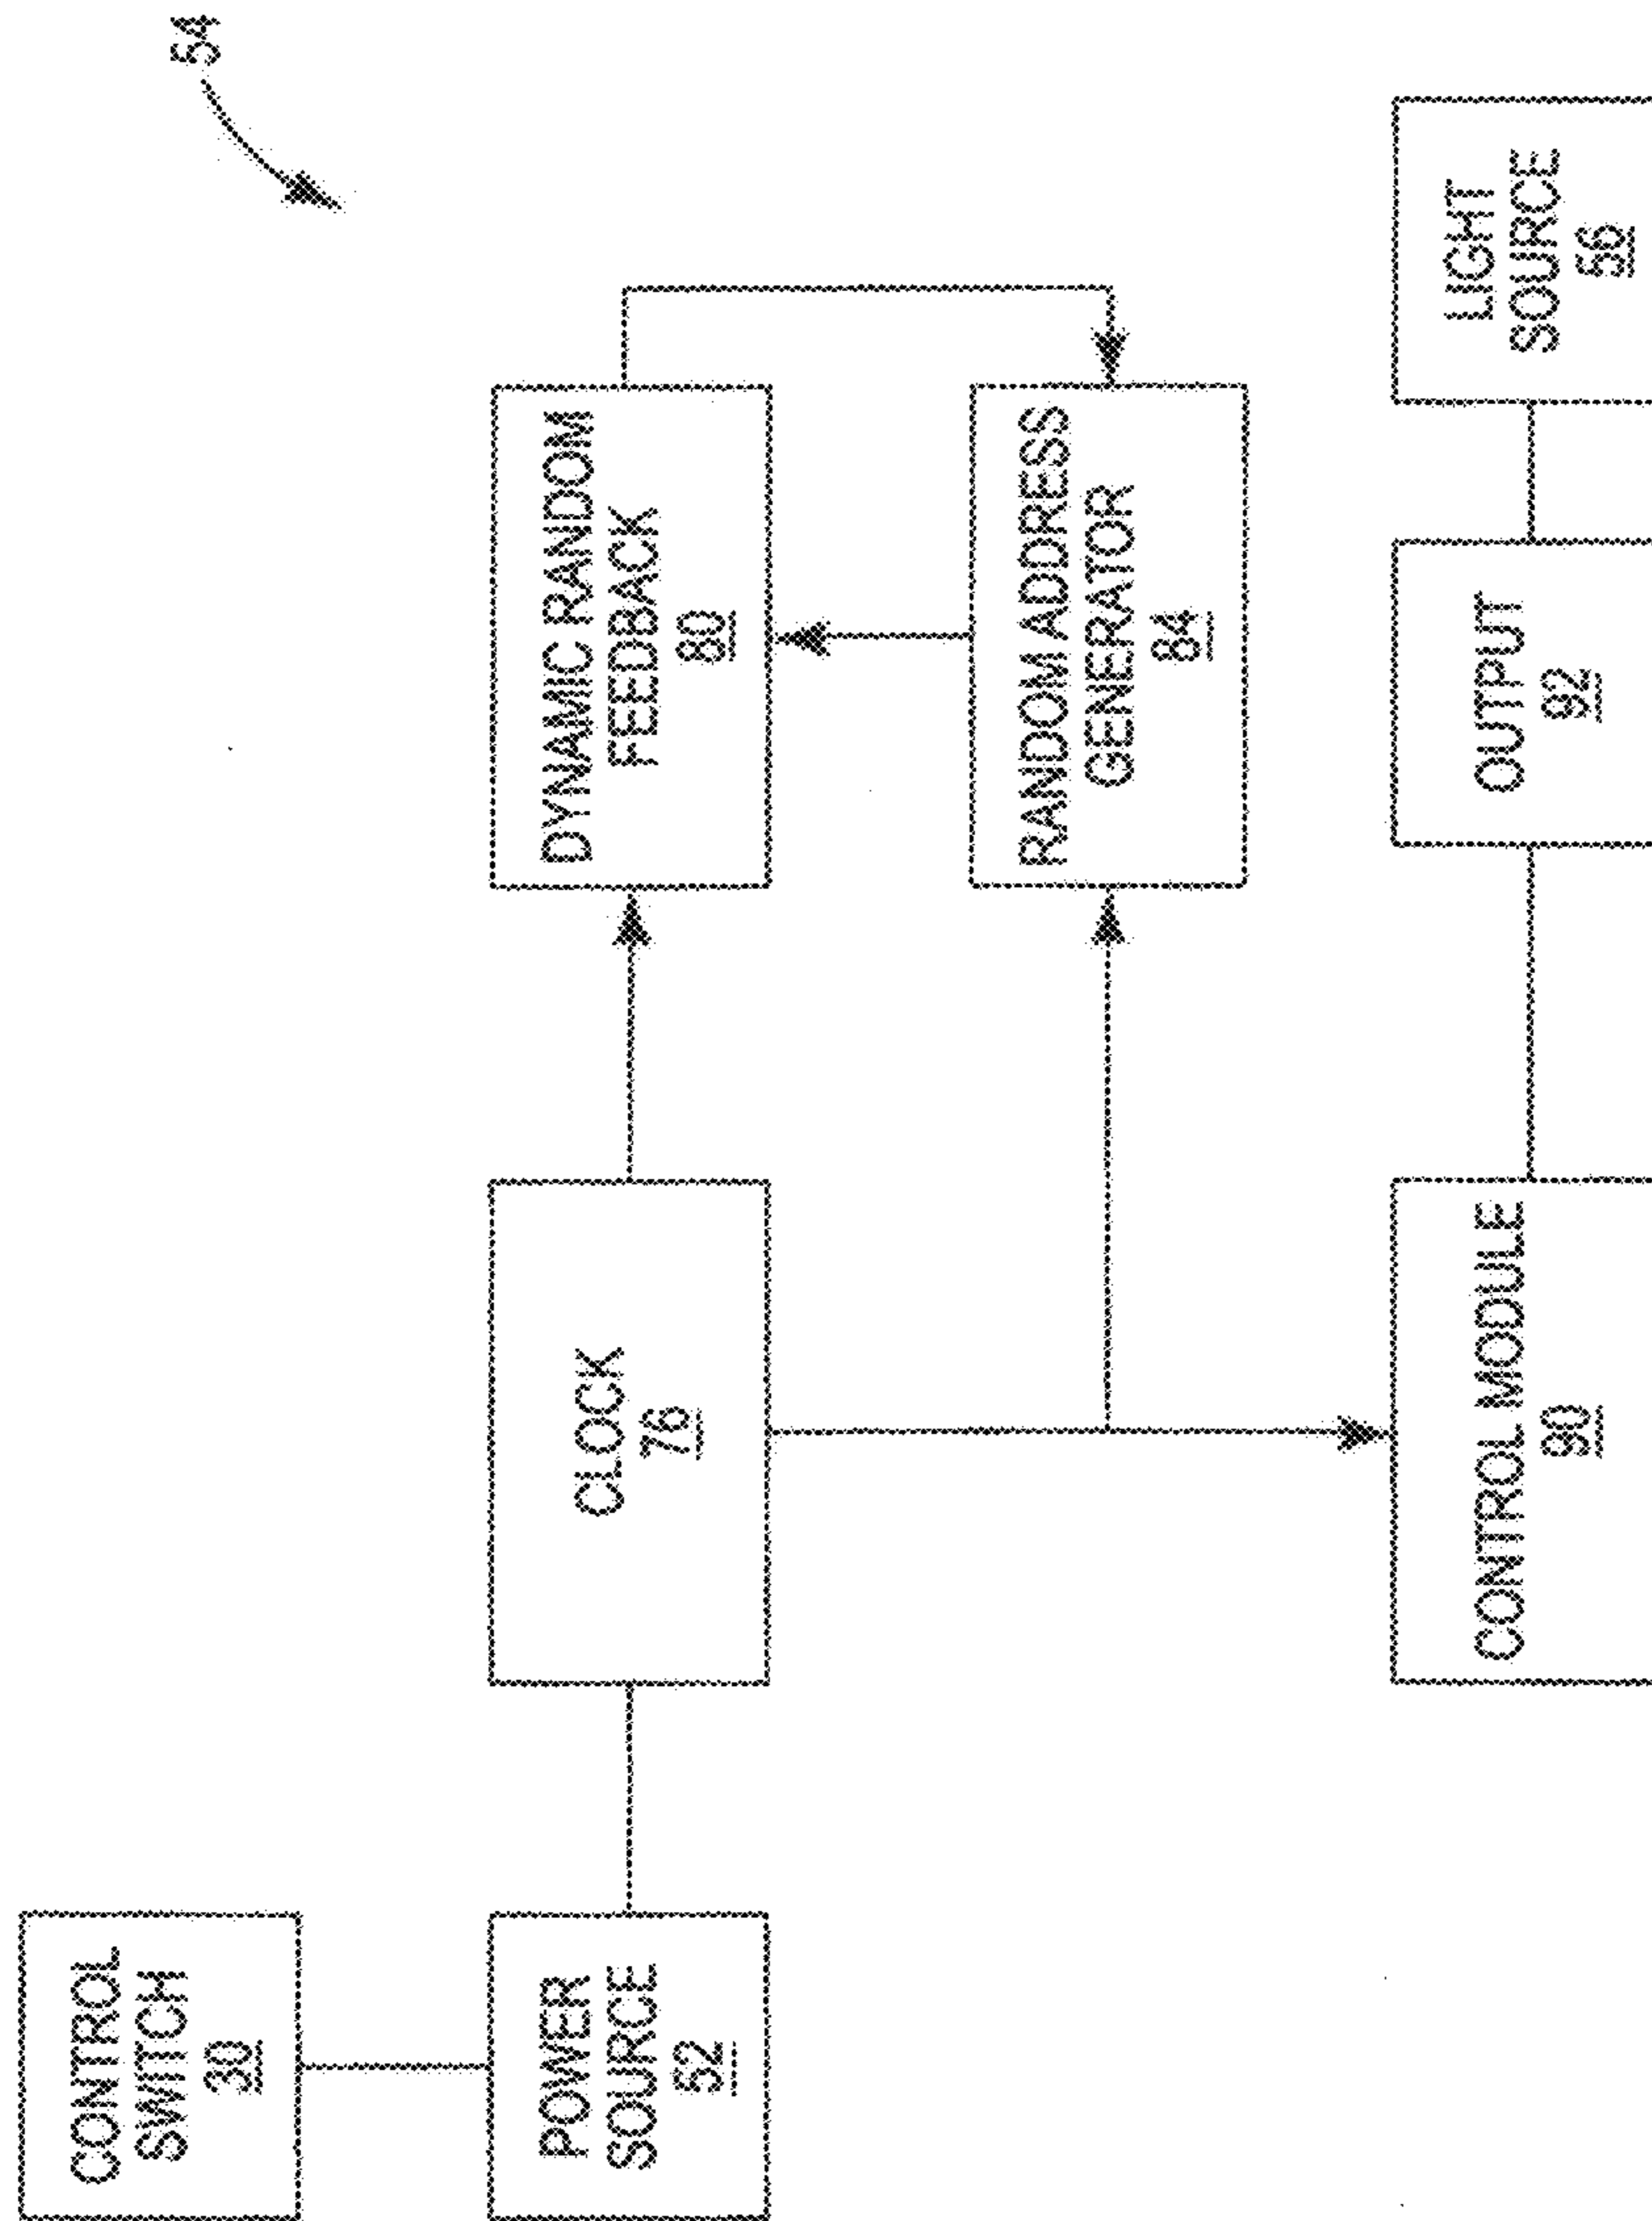 54
CONTROL
SWITCH
30
POWER
SOURCE
52
CLOCK
76
DYNAMIC RANDOM
FEEDBACK
80
RANDOM ADDRESS
GENERATOR
84
CONTROL MODULE
90
OUTPUT
92
LIGHT
SOURCE
56